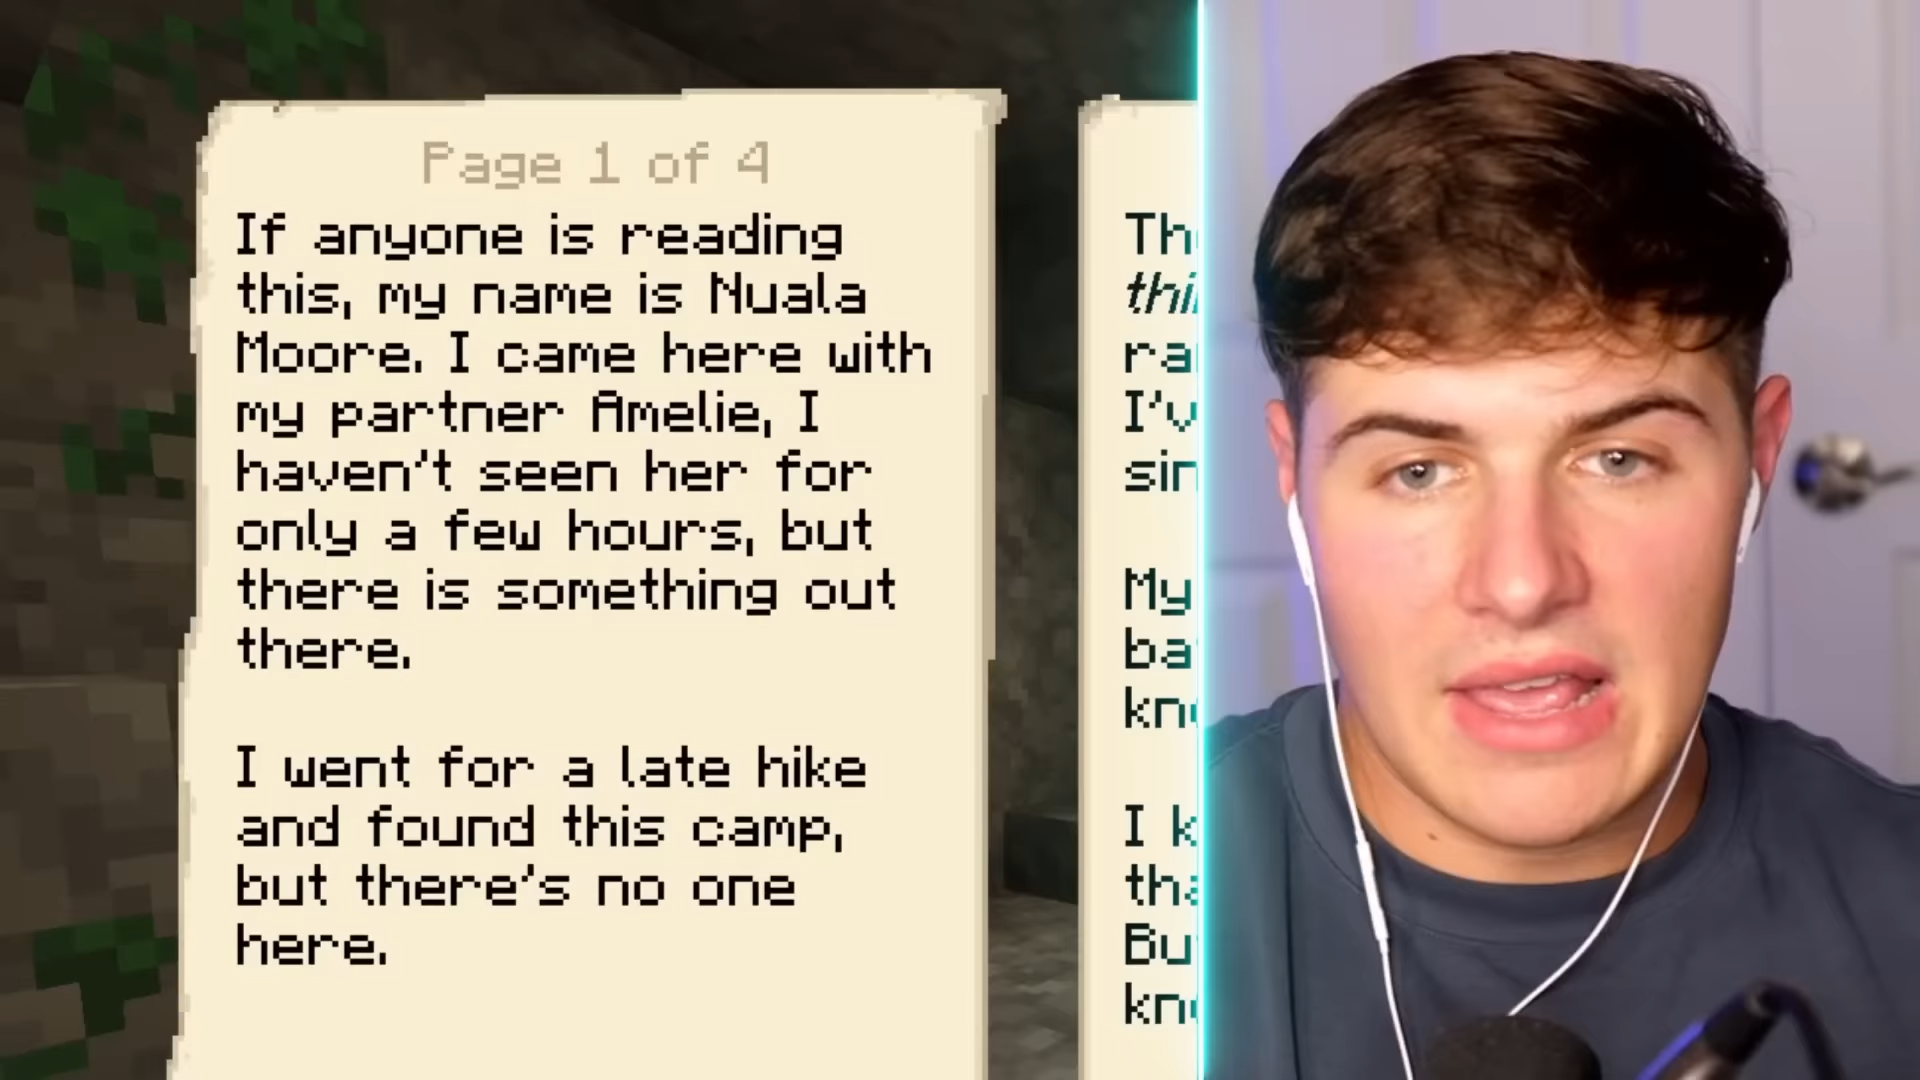 Page 1 of 4
If anyone is reading
this, my name is Nuala
Moore. I came here with
my partner Amelie, I
haven't seen her for
only a few hours, but
there is something out
there.
I went for a late hike
and found this camp,
but there's no one
here.
I'v
My
I k